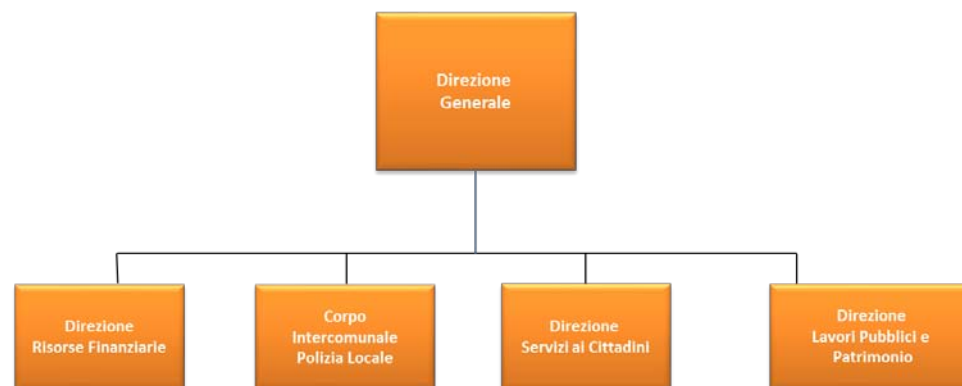 Direzione
Generale
Direzione
Risorse Finanziarie
Corpo
Intercomunale
Polizia Locale
Direzione
Servizi ai Cittadini
Direzione
Lavori Pubblici e
Patrimonio